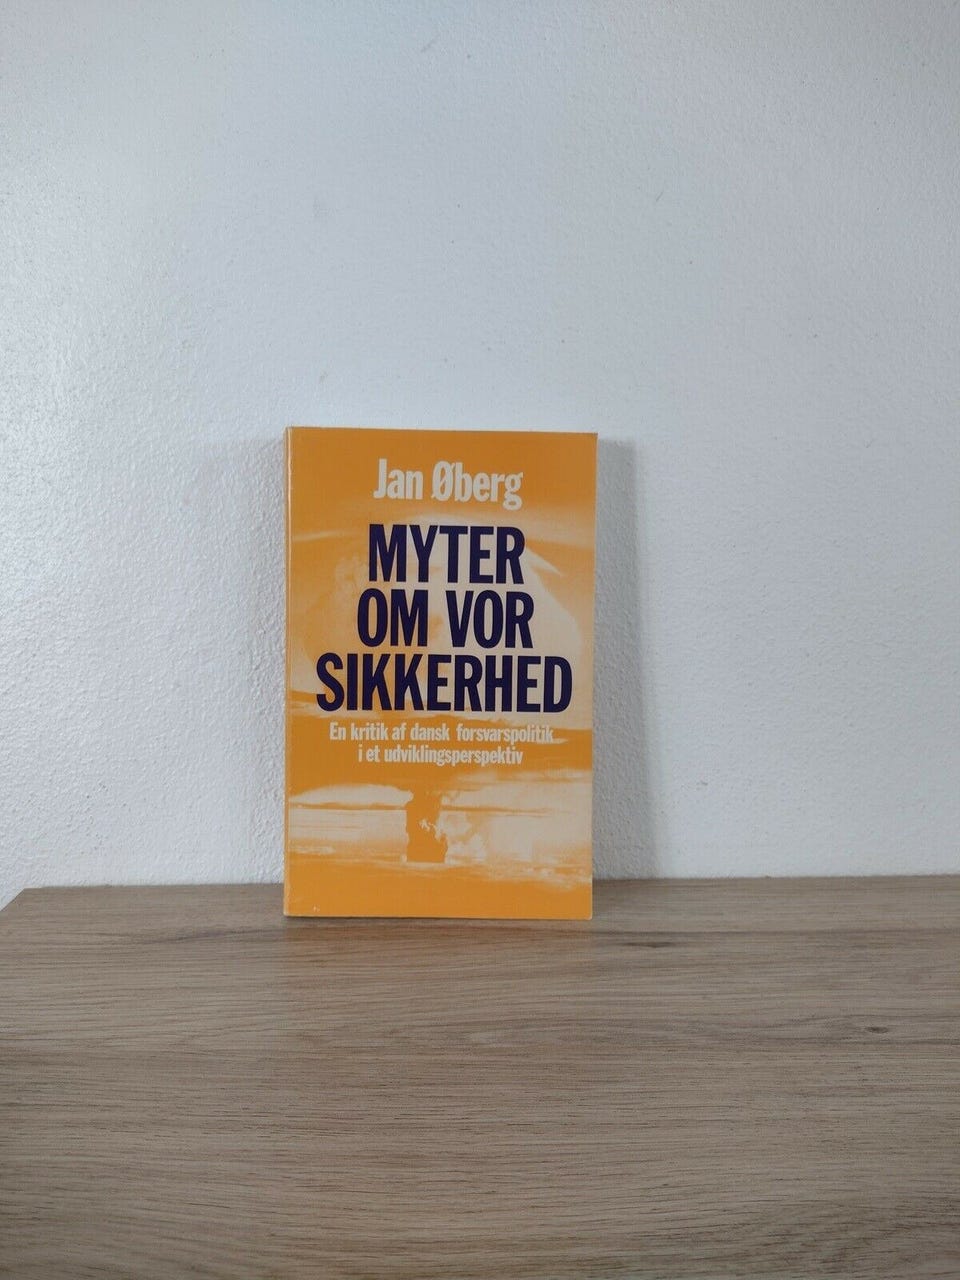 Jan Øberg
MYTER
OM VOR
SIKKERHED
En kritik af dansk forsvarspolitik
i et udviklingsperspektiv